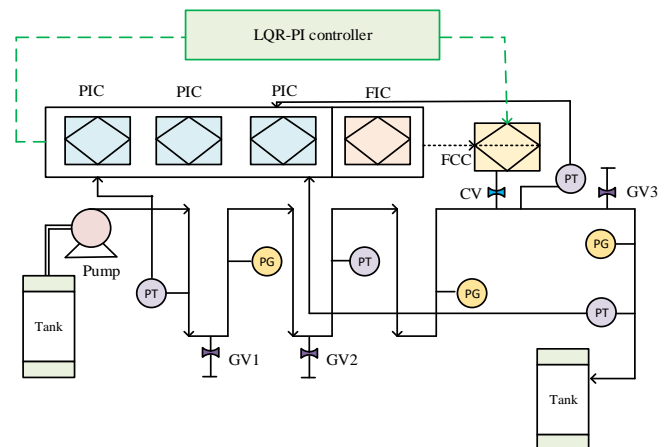 LQR-PI controller
PIC
PIC
PIC
FIC
FCC
CV
PT
GV3
Pump
PT
PG
PT
PG
PG
PT
Tank
GV1
GV2
Tank